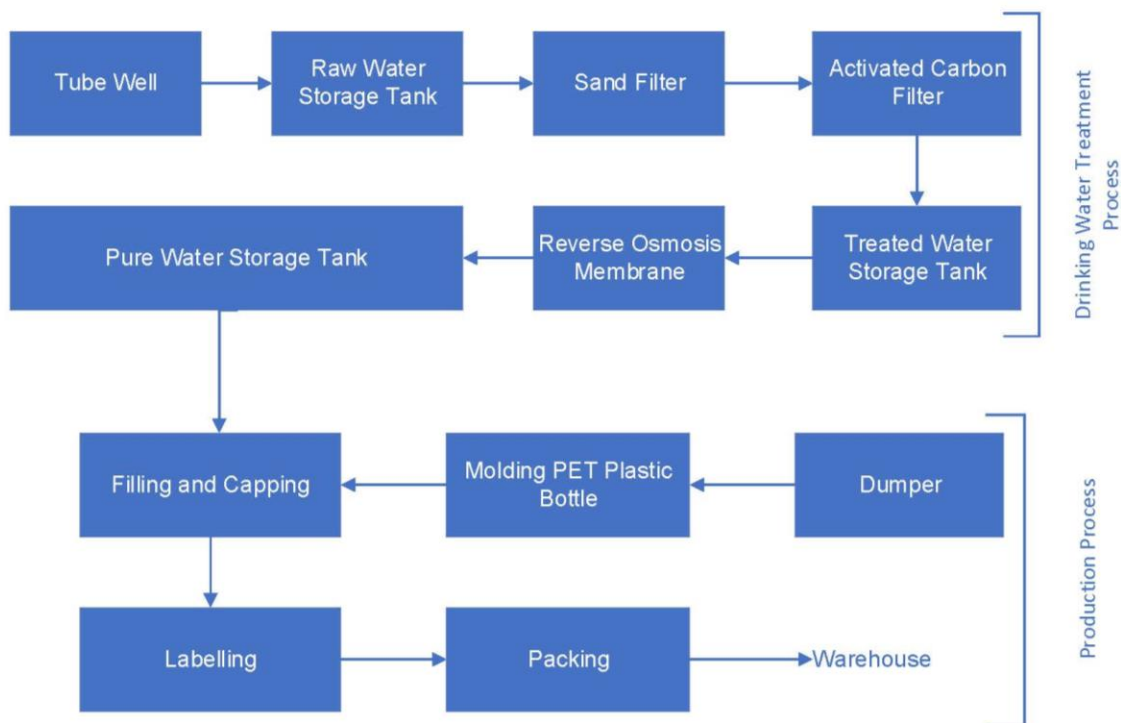 Tube Well
Raw Water
Storage Tank
Sand Filter
Activated Carbon
Filter
Drinking Water Treatment
Process
Pure Water Storage Tank
Reverse Osmosis
Membrane
Treated Water
Storage Tank
Filling and Capping
Molding PET Plastic
Bottle
Dumper
Production Process
Labelling
Packing
Warehouse